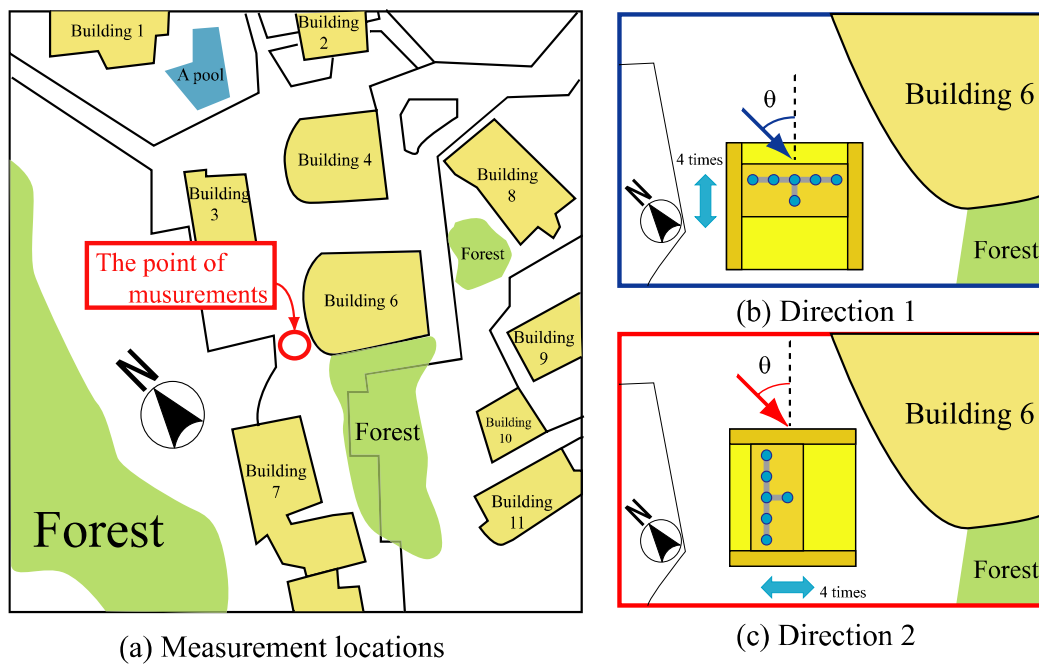 Building 1
Building
2
A pool
Building 4
Building
8
Building
3
Forest
The point of
musurements
Building 6
Building
9
N
Forest
Building
10
Building
7
Building
11
Forest
(a) Measurement locations
θ
Building 6
4 times
N
Forest
(b) Direction 1
θ
Building 6
N
Forest
4 times
(c) Direction 2